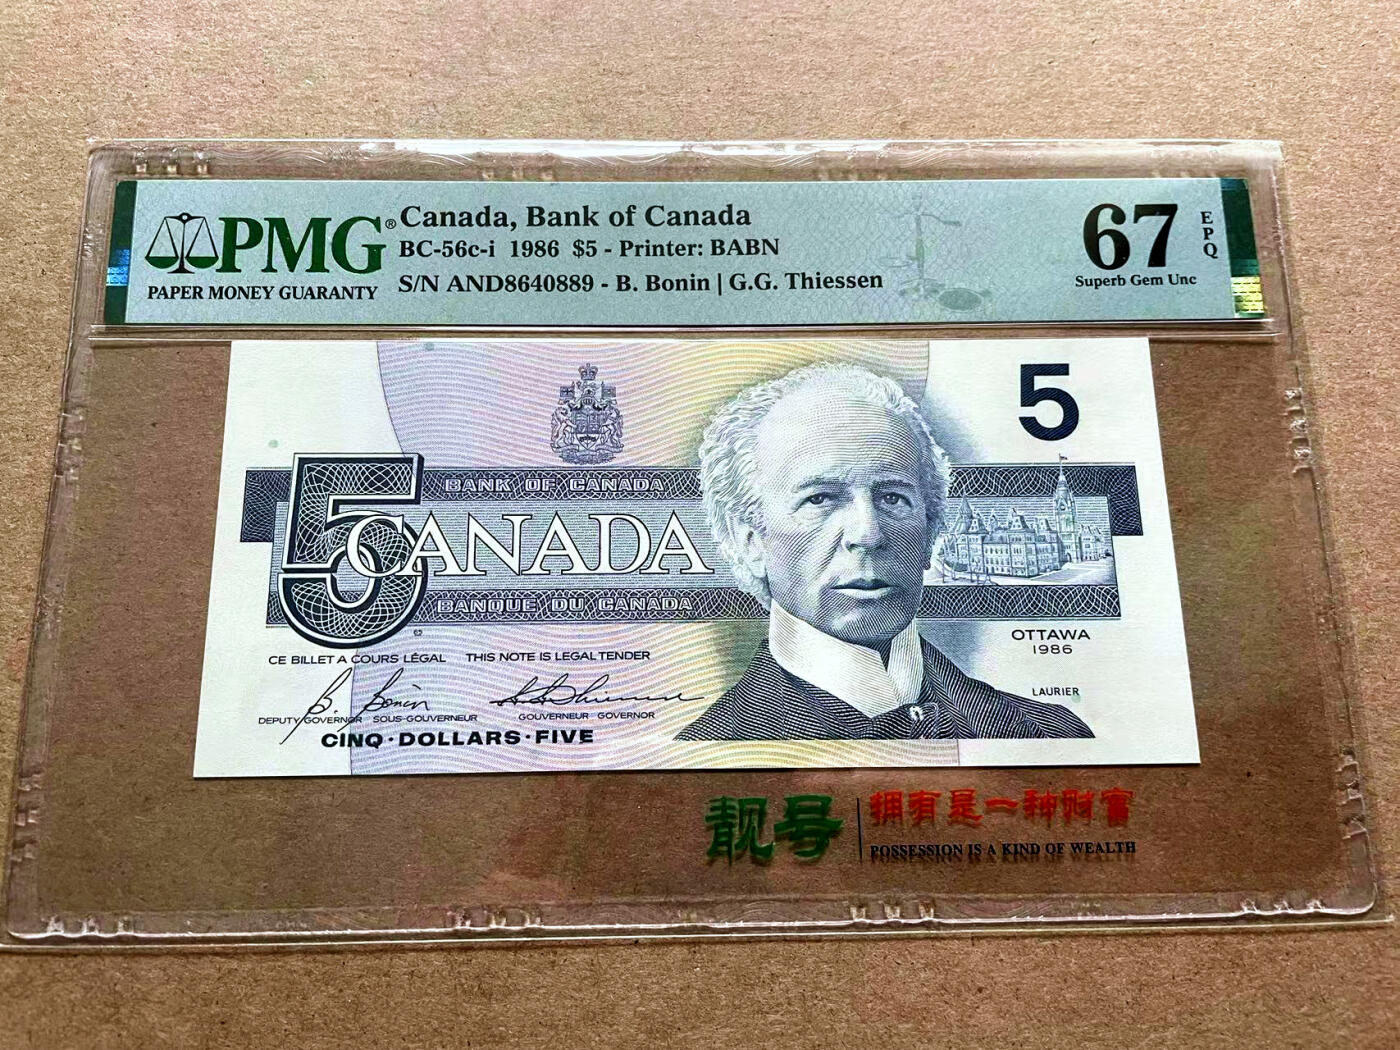 PMG®
PAPER MONEY GUARANTY
Canada, Bank of Canada
BC-56c-i 1986 $5 - Printer: BABN
S/N AND8640889 - B. Bonin | G.G. Thiessen
67
EPQ
Superb Gem Unc
5
BANK OF CANADA
5
CANADA
BANQUE DU CANADA
OTTAWA
1986
CE BILLET A COURS LÉGAL THIS NOTE IS LEGAL TENDER
LAURIER
B. Bonin
DEPUTY GOVERNOR SOUS-GOUVERNEUR GOUVERNEUR GOVERNOR
CINQ·DOLLARS·FIVE
靓号
拥有是一种财富
POSSESSION IS A KIND OF WEALTH